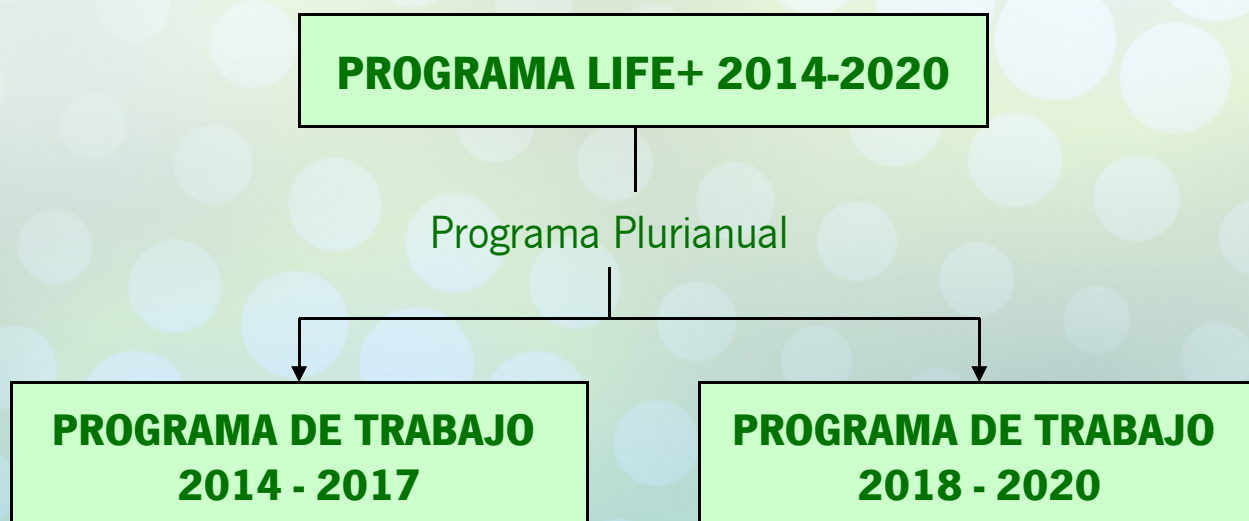 PROGRAMA LIFE+ 2014-2020
Programa Plurianual
PROGRAMA DE TRABAJO
2014 - 2017
PROGRAMA DE TRABAJO
2018 - 2020